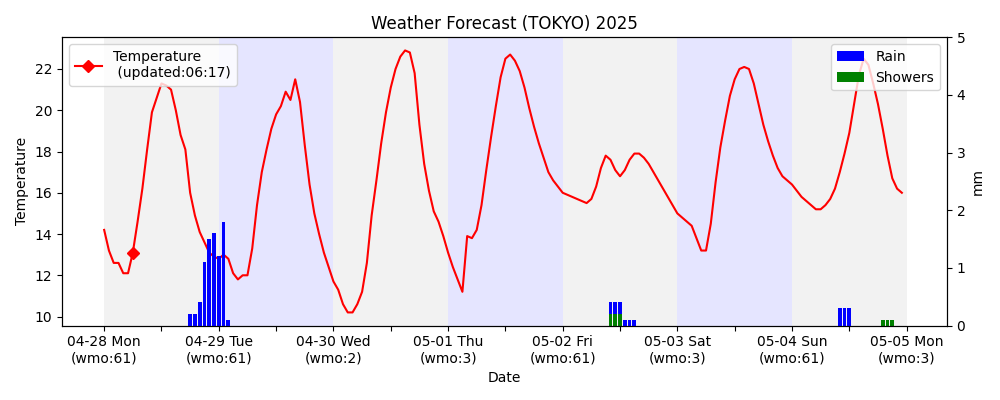 Weather Forecast (TOKYO) 2025
Temperature
(updated:06:17)
Rain
Showers
Temperature
22
20
18
16
14
12
10
5
4
3
2
1
0
mm
04-28 Mon
(wmo:61)
04-29 Tue
(wmo:61)
04-30 Wed
(wmo:2)
05-01 Thu
(wmo:3)
05-02 Fri
(wmo:61)
05-03 Sat
(wmo:3)
05-04 Sun
(wmo:61)
05-05 Mon
(wmo:3)
Date